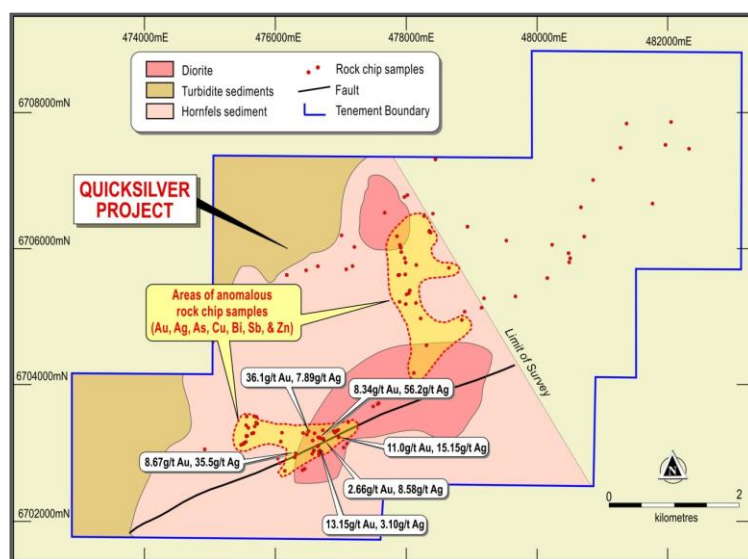 474000mE
476000mE
478000mE
480000mE
482000mE
6708000mN
6706000mN
6704000mN
6702000mN
Diorite
Turbidite sediments
Hornfels sediment
Rock chip samples
Fault
Tenement Boundary
QUICKSILVER
PROJECT
Areas of anomalous
rock chip samples
(Au, Ag, As, Cu, Bi, Sb, & Zn)
Limit of Survey
36.1g/t Au, 7.89g/t Ag
8.34g/t Au, 56.2g/t Ag
11.0g/t Au, 15.15g/t Ag
8.67g/t Au, 35.5g/t Ag
2.66g/t Au, 8.58g/t Ag
13.15g/t Au, 3.10g/t Ag
N
0
2
kilometres